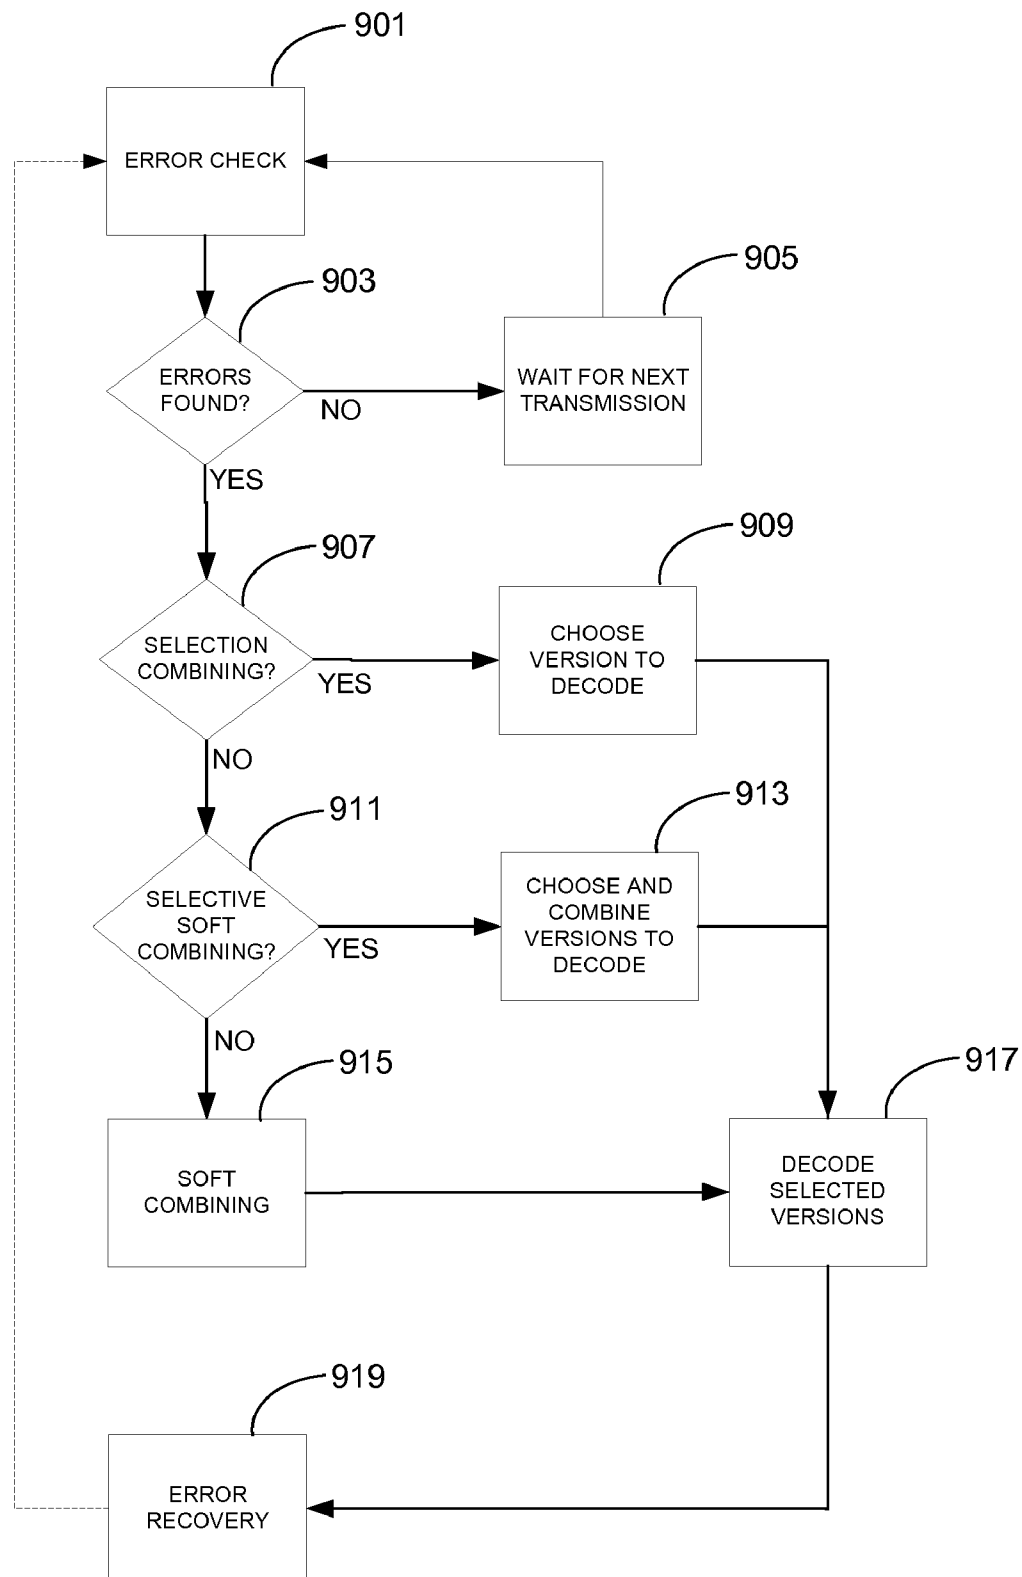 901
ERROR CHECK
903
905
ERRORS
FOUND?
NO
WAIT FOR NEXT
TRANSMISSION
YES
907
909
SELECTION
COMBINING?
YES
CHOOSE
VERSION TO
DECODE
NO
911
913
SELECTIVE
SOFT
COMBINING?
YES
CHOOSE AND
COMBINE
VERSIONS TO
DECODE
NO
915
917
SOFT
COMBINING
DECODE
SELECTED
VERSIONS
919
ERROR
RECOVERY